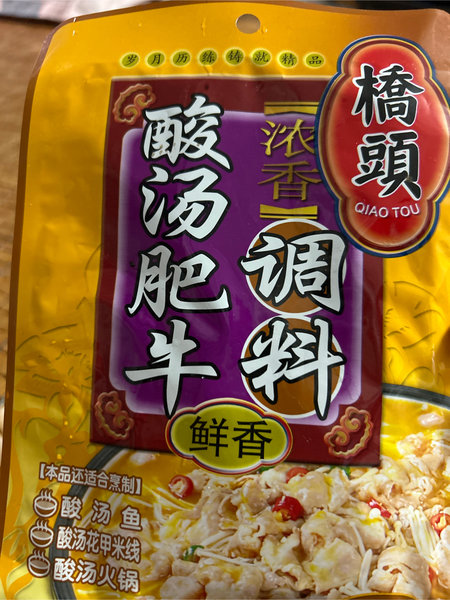 岁月历练铸就精品
橋頭
QIAO TOU
【浓香】
酸汤肥牛
调料
鲜香
【本品还适合烹制】
酸汤鱼
酸汤花甲米线
酸汤火锅